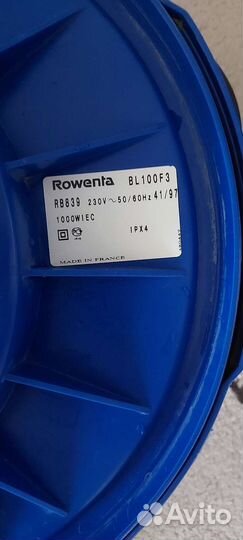 Rowenta BL100F3
RB839 230V~50/60Hz 41/97
1000W IEC
IPX4
MADE IN FRANCE
Avito